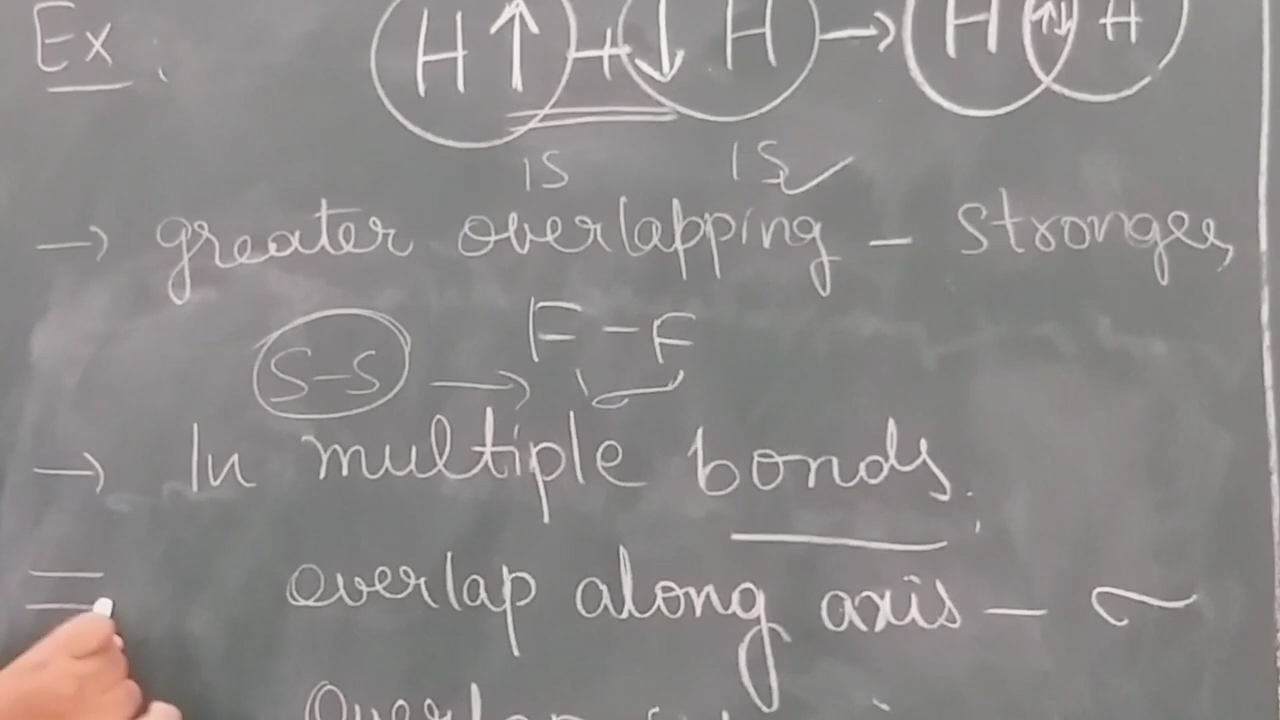 Ex. H ↑ + ↓ H → H ↑↓ H
1S 1S ✓
→ greater overlapping – stronger,
F–F
S–S →
→ In multiple bonds.
= overlap along axis – σ
Overlap